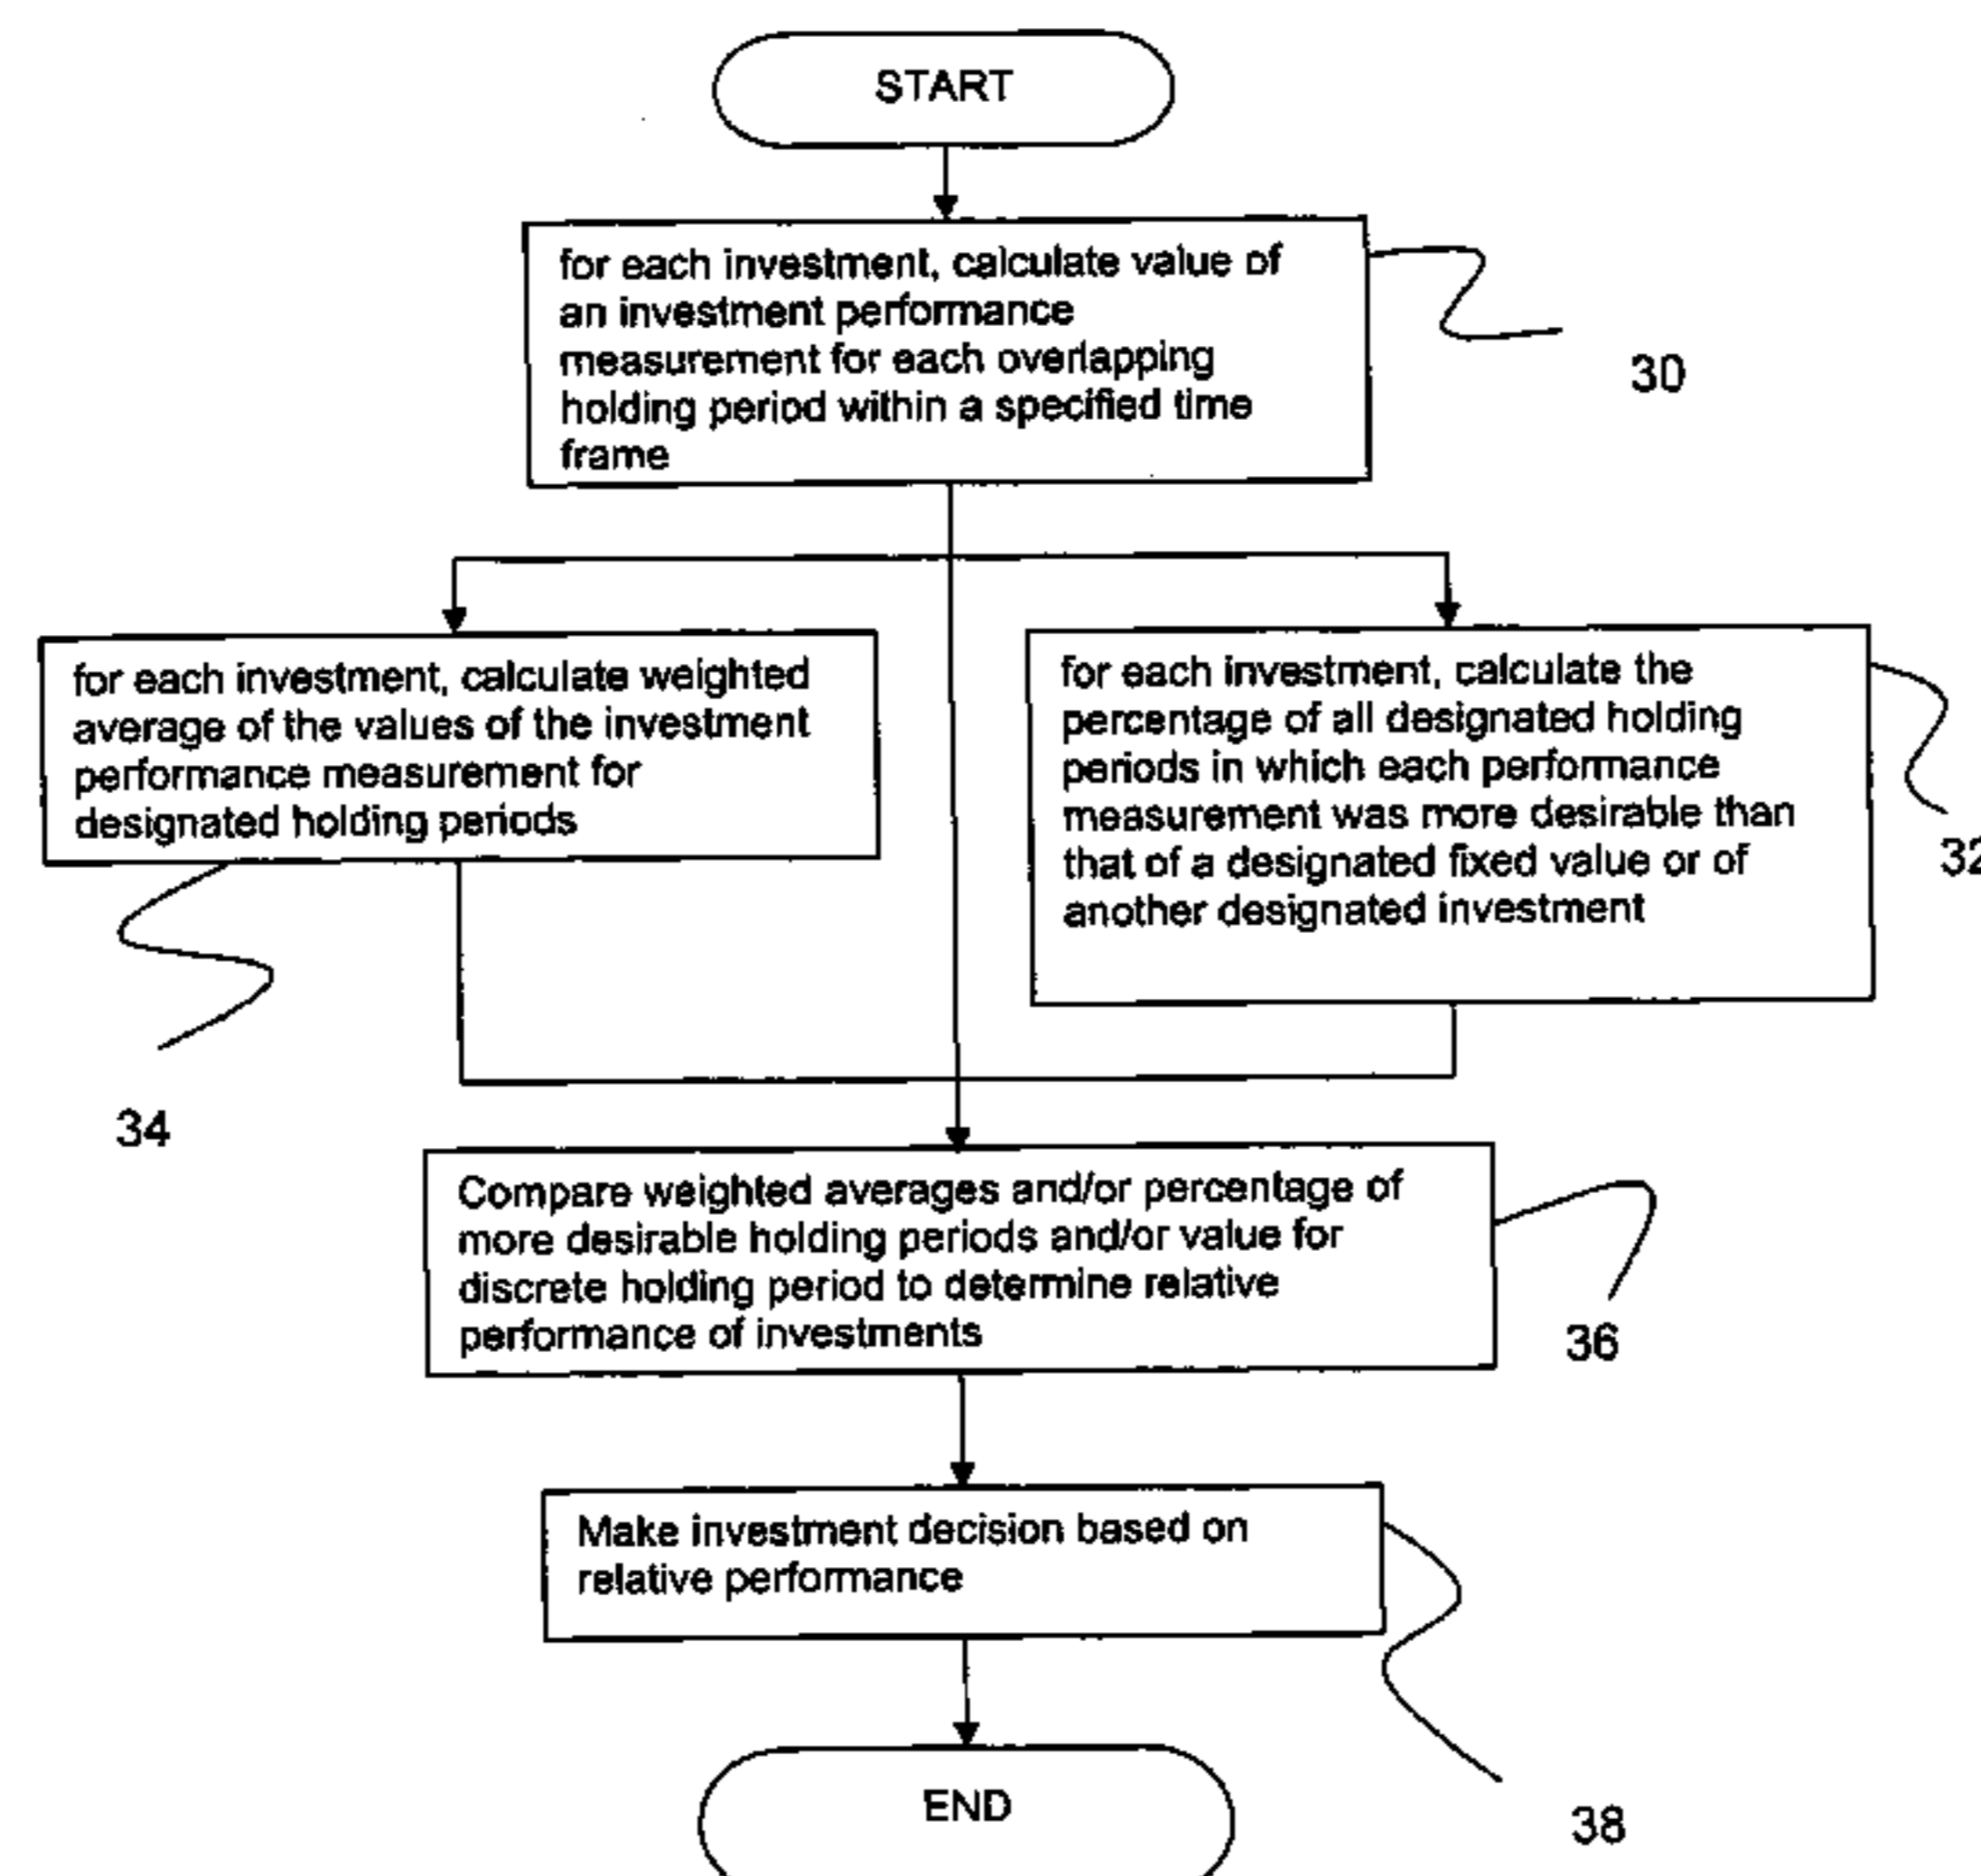 START
for each investment, calculate value of
an investment performance
measurement for each overlapping
holding period within a specified time
frame
30
for each investment, calculate weighted
average of the values of the investment
performance measurement for
designated holding periods
34
for each investment, calculate the
percentage of all designated holding
periods in which each performance
measurement was more desirable than
that of a designated fixed value or of
another designated investment
32
Compare weighted averages and/or percentage of
more desirable holding periods and/or value for
discrete holding period to determine relative
performance of investments
36
Make investment decision based on
relative performance
38
END